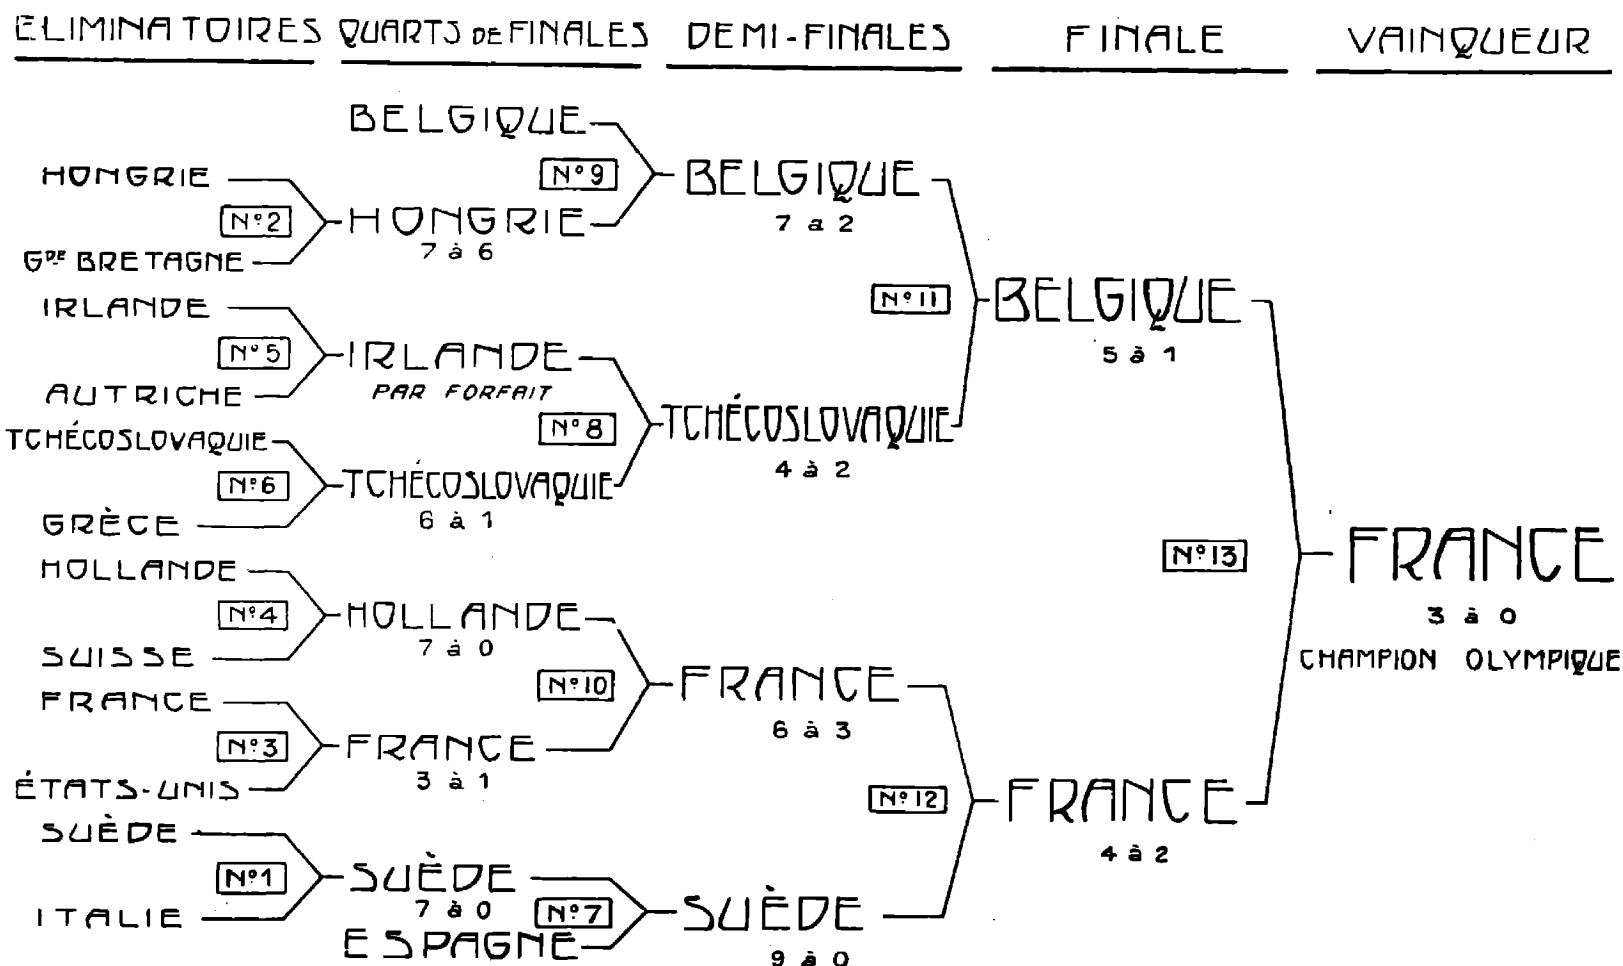 ELIMINATOIRES QUARTS DE FINALES DEMI-FINALES FINALE VAINQUEUR
BELGIQUE
HONGRIE
N°9
BELGIQUE
7 a 2
N°2
HONGRIE
7 à 6
GDE BRETAGNE
IRLANDE
N°11
BELGIQUE
5 à 1
N°5
IRLANDE
PAR FORFAIT
AUTRICHE
N°8
TCHÉCOSLOVAQUIE
4 à 2
TCHÉCOSLOVAQUIE
N°6
TCHÉCOSLOVAQUIE
6 à 1
GRÈCE
N°13
FRANCE
3 à 0
CHAMPION OLYMPIQUE
HOLLANDE
N°4
HOLLANDE
7 à 0
SUISSE
N°10
FRANCE
6 à 3
FRANCE
N°3
FRANCE
3 à 1
ÉTATS-UNIS
N°12
FRANCE
4 à 2
SUÈDE
N°1
SUÈDE
7 à 0
ITALIE
N°7
SUÈDE
9 à 0
ESPAGNE